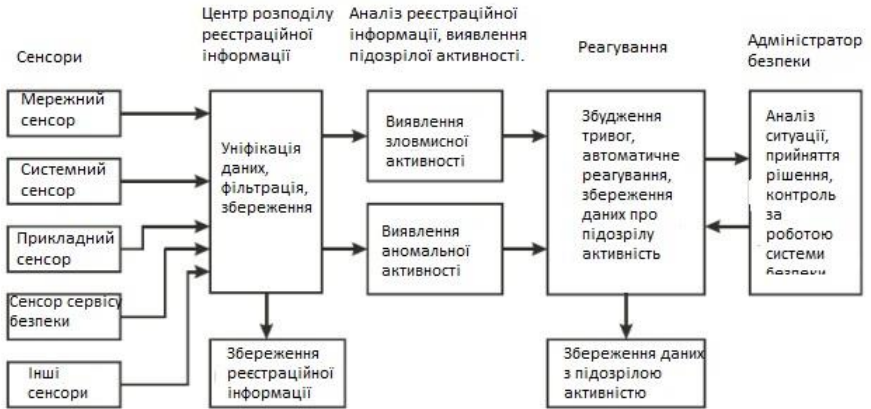 Сенсори
Центр розподілу
реєстраційної
інформації
Аналіз реєстраційної
інформації, виявлення
підозрілої активності.
Реагування
Адміністратор
безпеки
Мережний
сенсор
Системний
сенсор
Прикладний
сенсор
Сенсор сервісу
безпеки
Інші
сенсори
Уніфікація
даних,
фільтрація,
збереження
Збереження
реєстраційної
інформації
Виявлення
зловмисної
активності
Виявлення
аномальної
активності
Збудження
тривог,
автоматичне
реагування,
збереження
даних про
підозрілу
активність
Збереження даних
з підозрілою
активністю
Аналіз
ситуації,
прийняття
рішення,
контроль
за
роботою
системи
безпеки